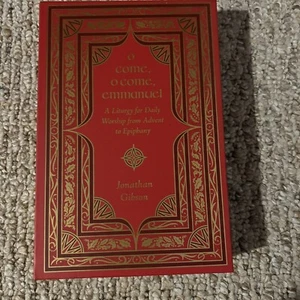 O
come,
O come,
emmanuel
A Liturgy for Daily
Worship from Advent
to Epiphany
Jonathan
Gibson